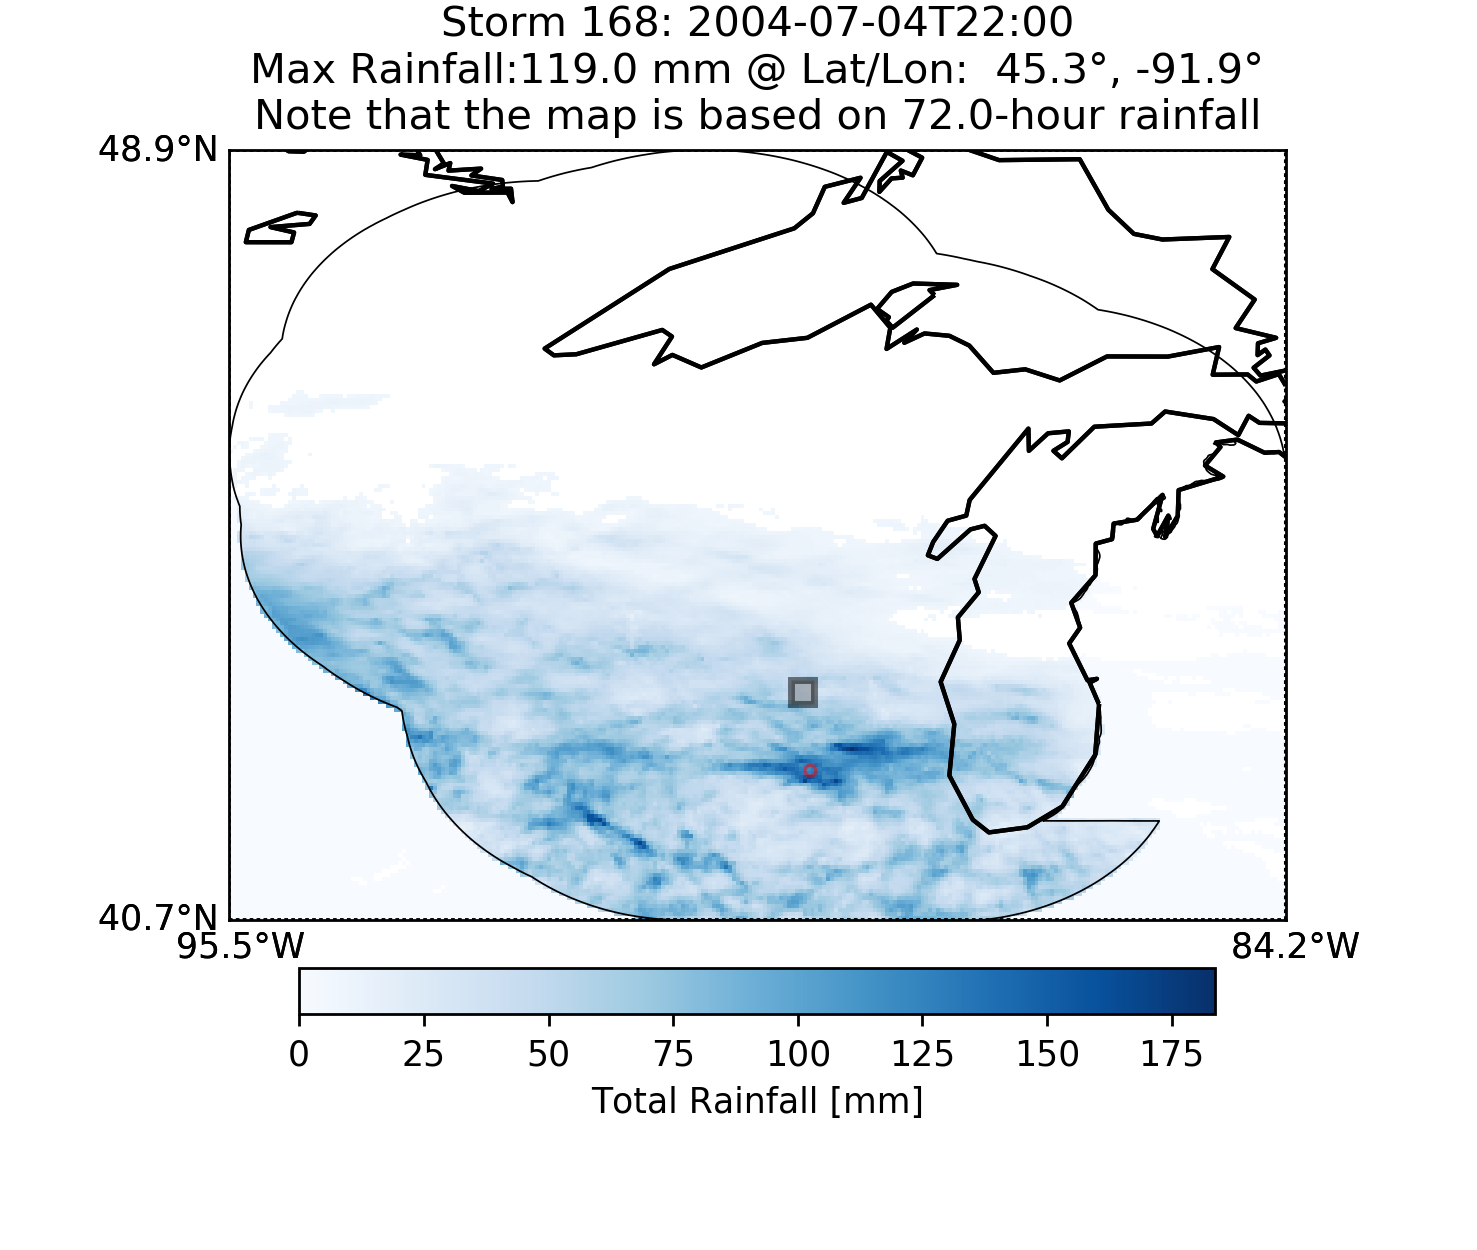 Storm 168: 2004-07-04T22:00
Max Rainfall:119.0 mm @ Lat/Lon:  45.3°, -91.9°
Note that the map is based on 72.0-hour rainfall
48.9°N
40.7°N
95.5°W 84.2°W
0 25 50 75 100 125 150 175
Total Rainfall [mm]